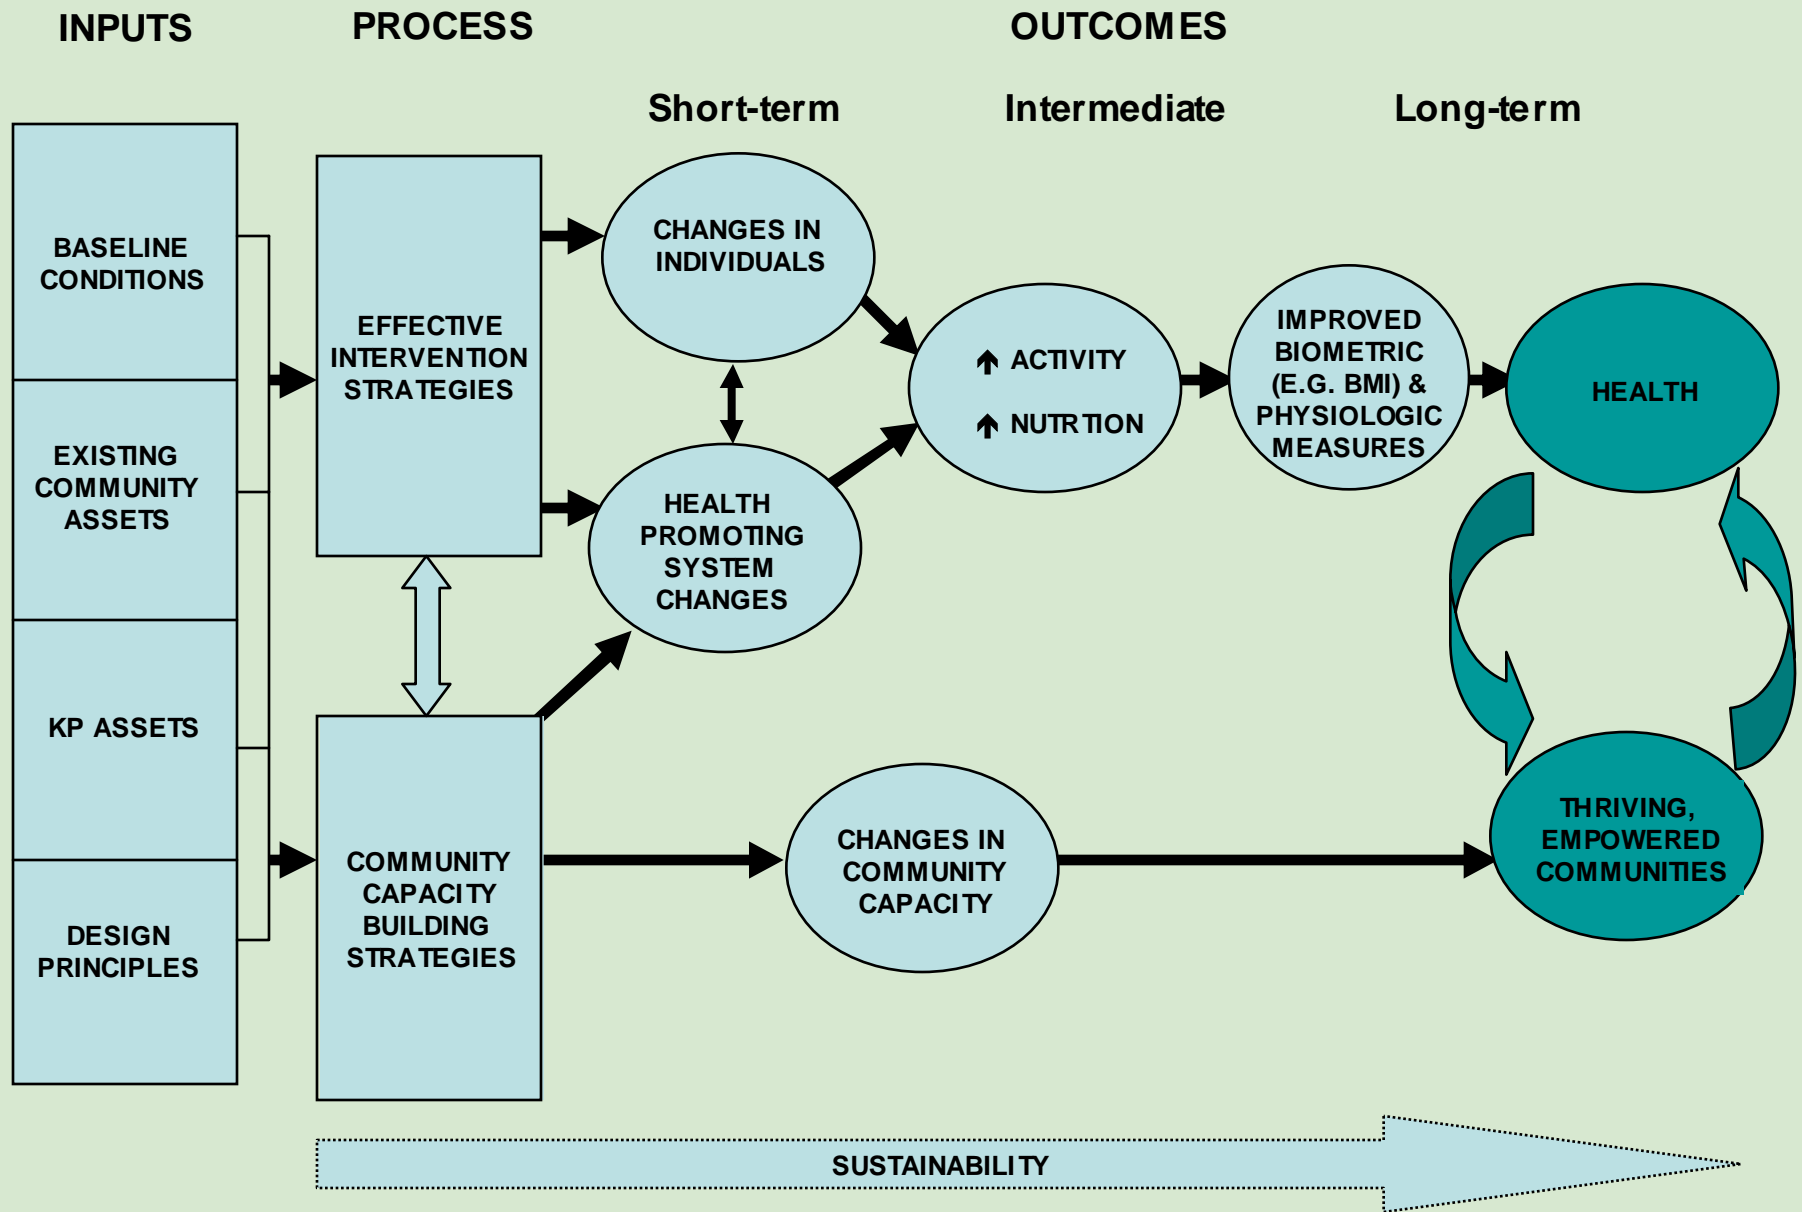 INPUTS
PROCESS
OUTCOMES
Short-term
Intermediate
Long-term
BASELINE
CONDITIONS
EXISTING
COMMUNITY
ASSETS
KP ASSETS
DESIGN
PRINCIPLES
EFFECTIVE
INTERVENTION
STRATEGIES
COMMUNITY
CAPACITY
BUILDING
STRATEGIES
CHANGES IN
INDIVIDUALS
HEALTH
PROMOTING
SYSTEM
CHANGES
ACTIVITY
NUTRTION
IMPROVED
BIOMETRIC
(E.G. BMI) &
PHYSIOLOGIC
MEASURES
HEALTH
CHANGES IN
COMMUNITY
CAPACITY
THRIVING,
EMPOWERED
COMMUNITIES
SUSTAINABILITY